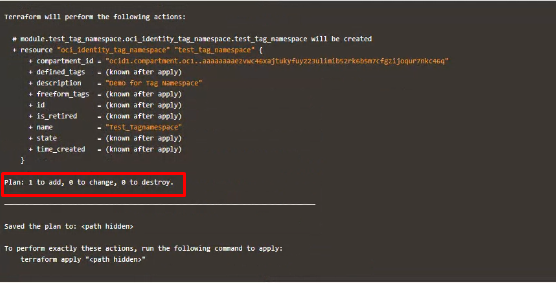 Terraform will perform the following actions:
# module.test_tag_namespace.oci_identity_tag_namespace.test_tag_namespace will be created
+ resource "oci_identity_tag_namespace" "test_tag_namespace" {
+ compartment_id =
+ defined_tags = (known after apply)
+ description = "Demo for Tag Namespace"
+ freeform_tags = (known after apply)
+ id = (known after apply)
+ is_retired = (known after apply)
+ name = "Test_TagNamespace"
+ state = (known after apply)
+ time_created = (known after apply)
}
Plan: 1 to add, 0 to change, 0 to destroy.
Saved the plan to: <path hidden>
To perform exactly these actions, run the following command to apply:
terraform apply "<path hidden>"